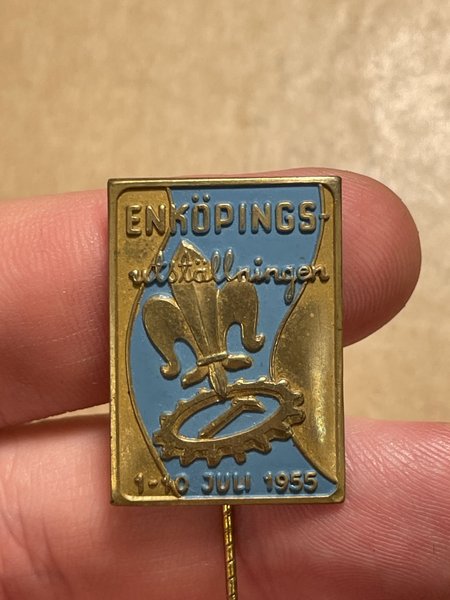 ENKÖPINGS-
utställningen
1-10 JULI 1955